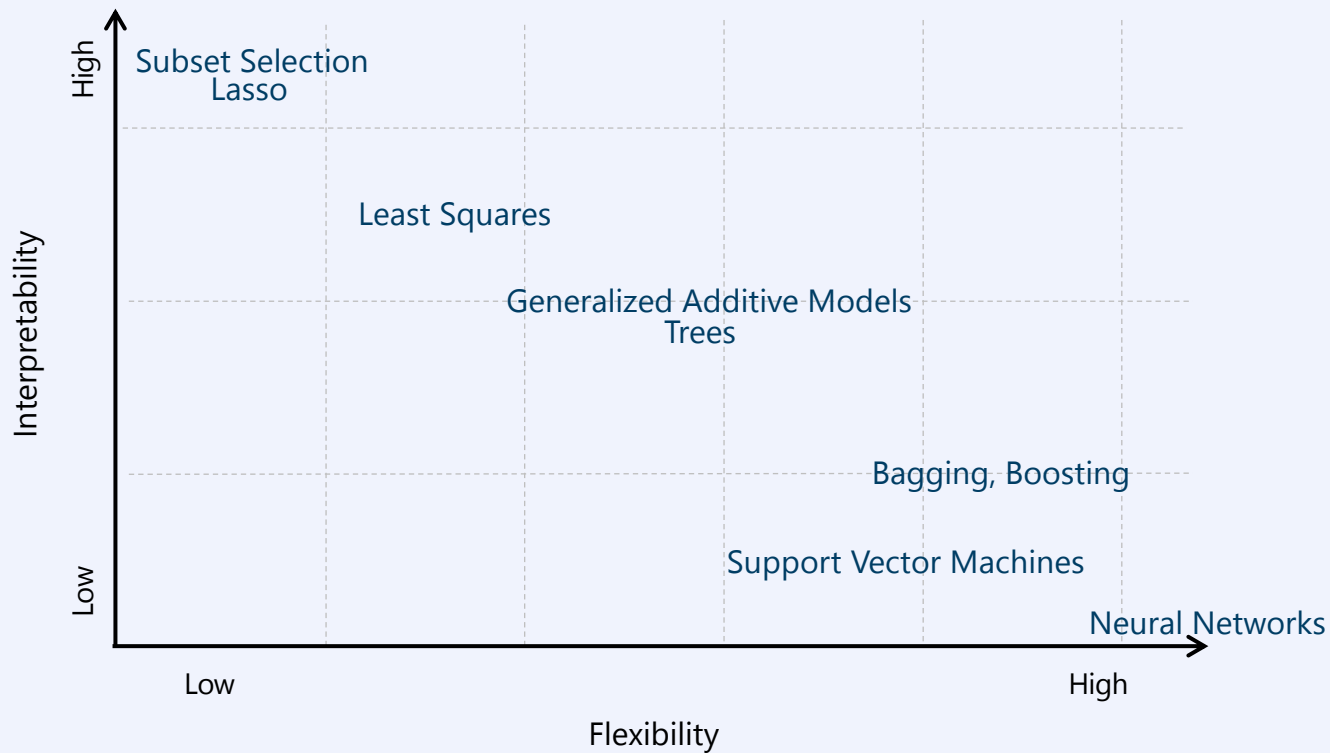 High
Subset Selection
Lasso
Least Squares
Interpretability
Generalized Additive Models
Trees
Bagging, Boosting
Support Vector Machines
Low
Neural Networks
Low
High
Flexibility